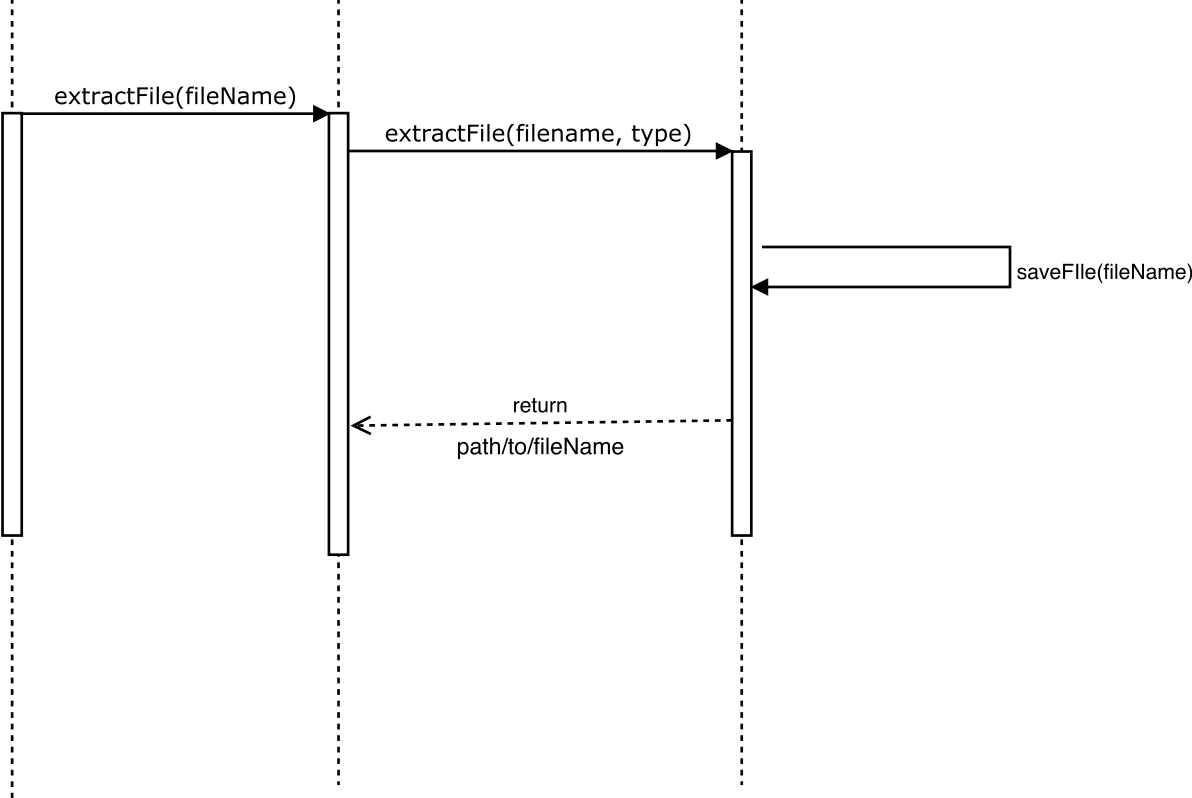 extractFile(fileName)
extractFile(filename, type)
saveFIle(fileName)
return
path/to/fileName